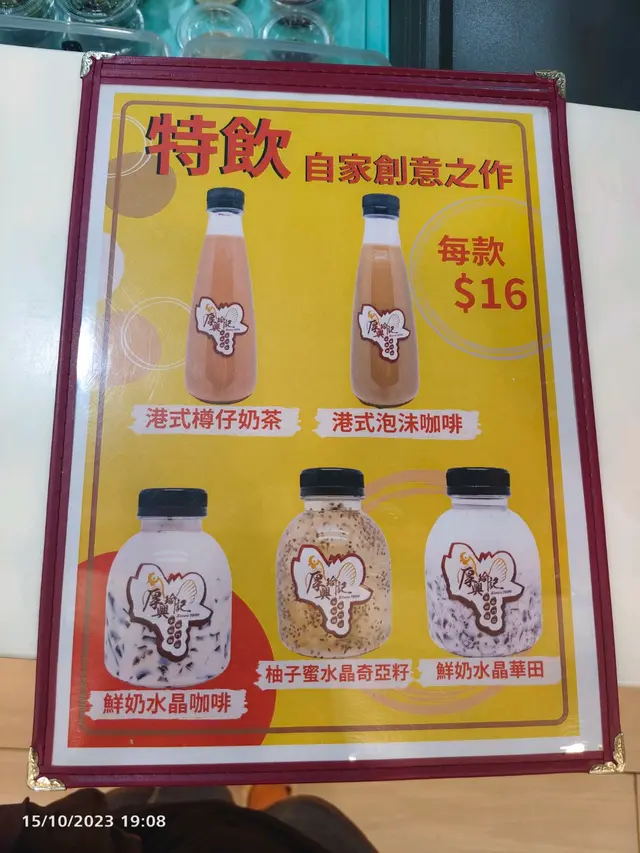 特飲 自家創意之作
每款
$16
港式樽仔奶茶
港式泡沫咖啡
鮮奶水晶咖啡
柚子蜜水晶奇亞籽
鮮奶水晶華田
15/10/2023 19:08